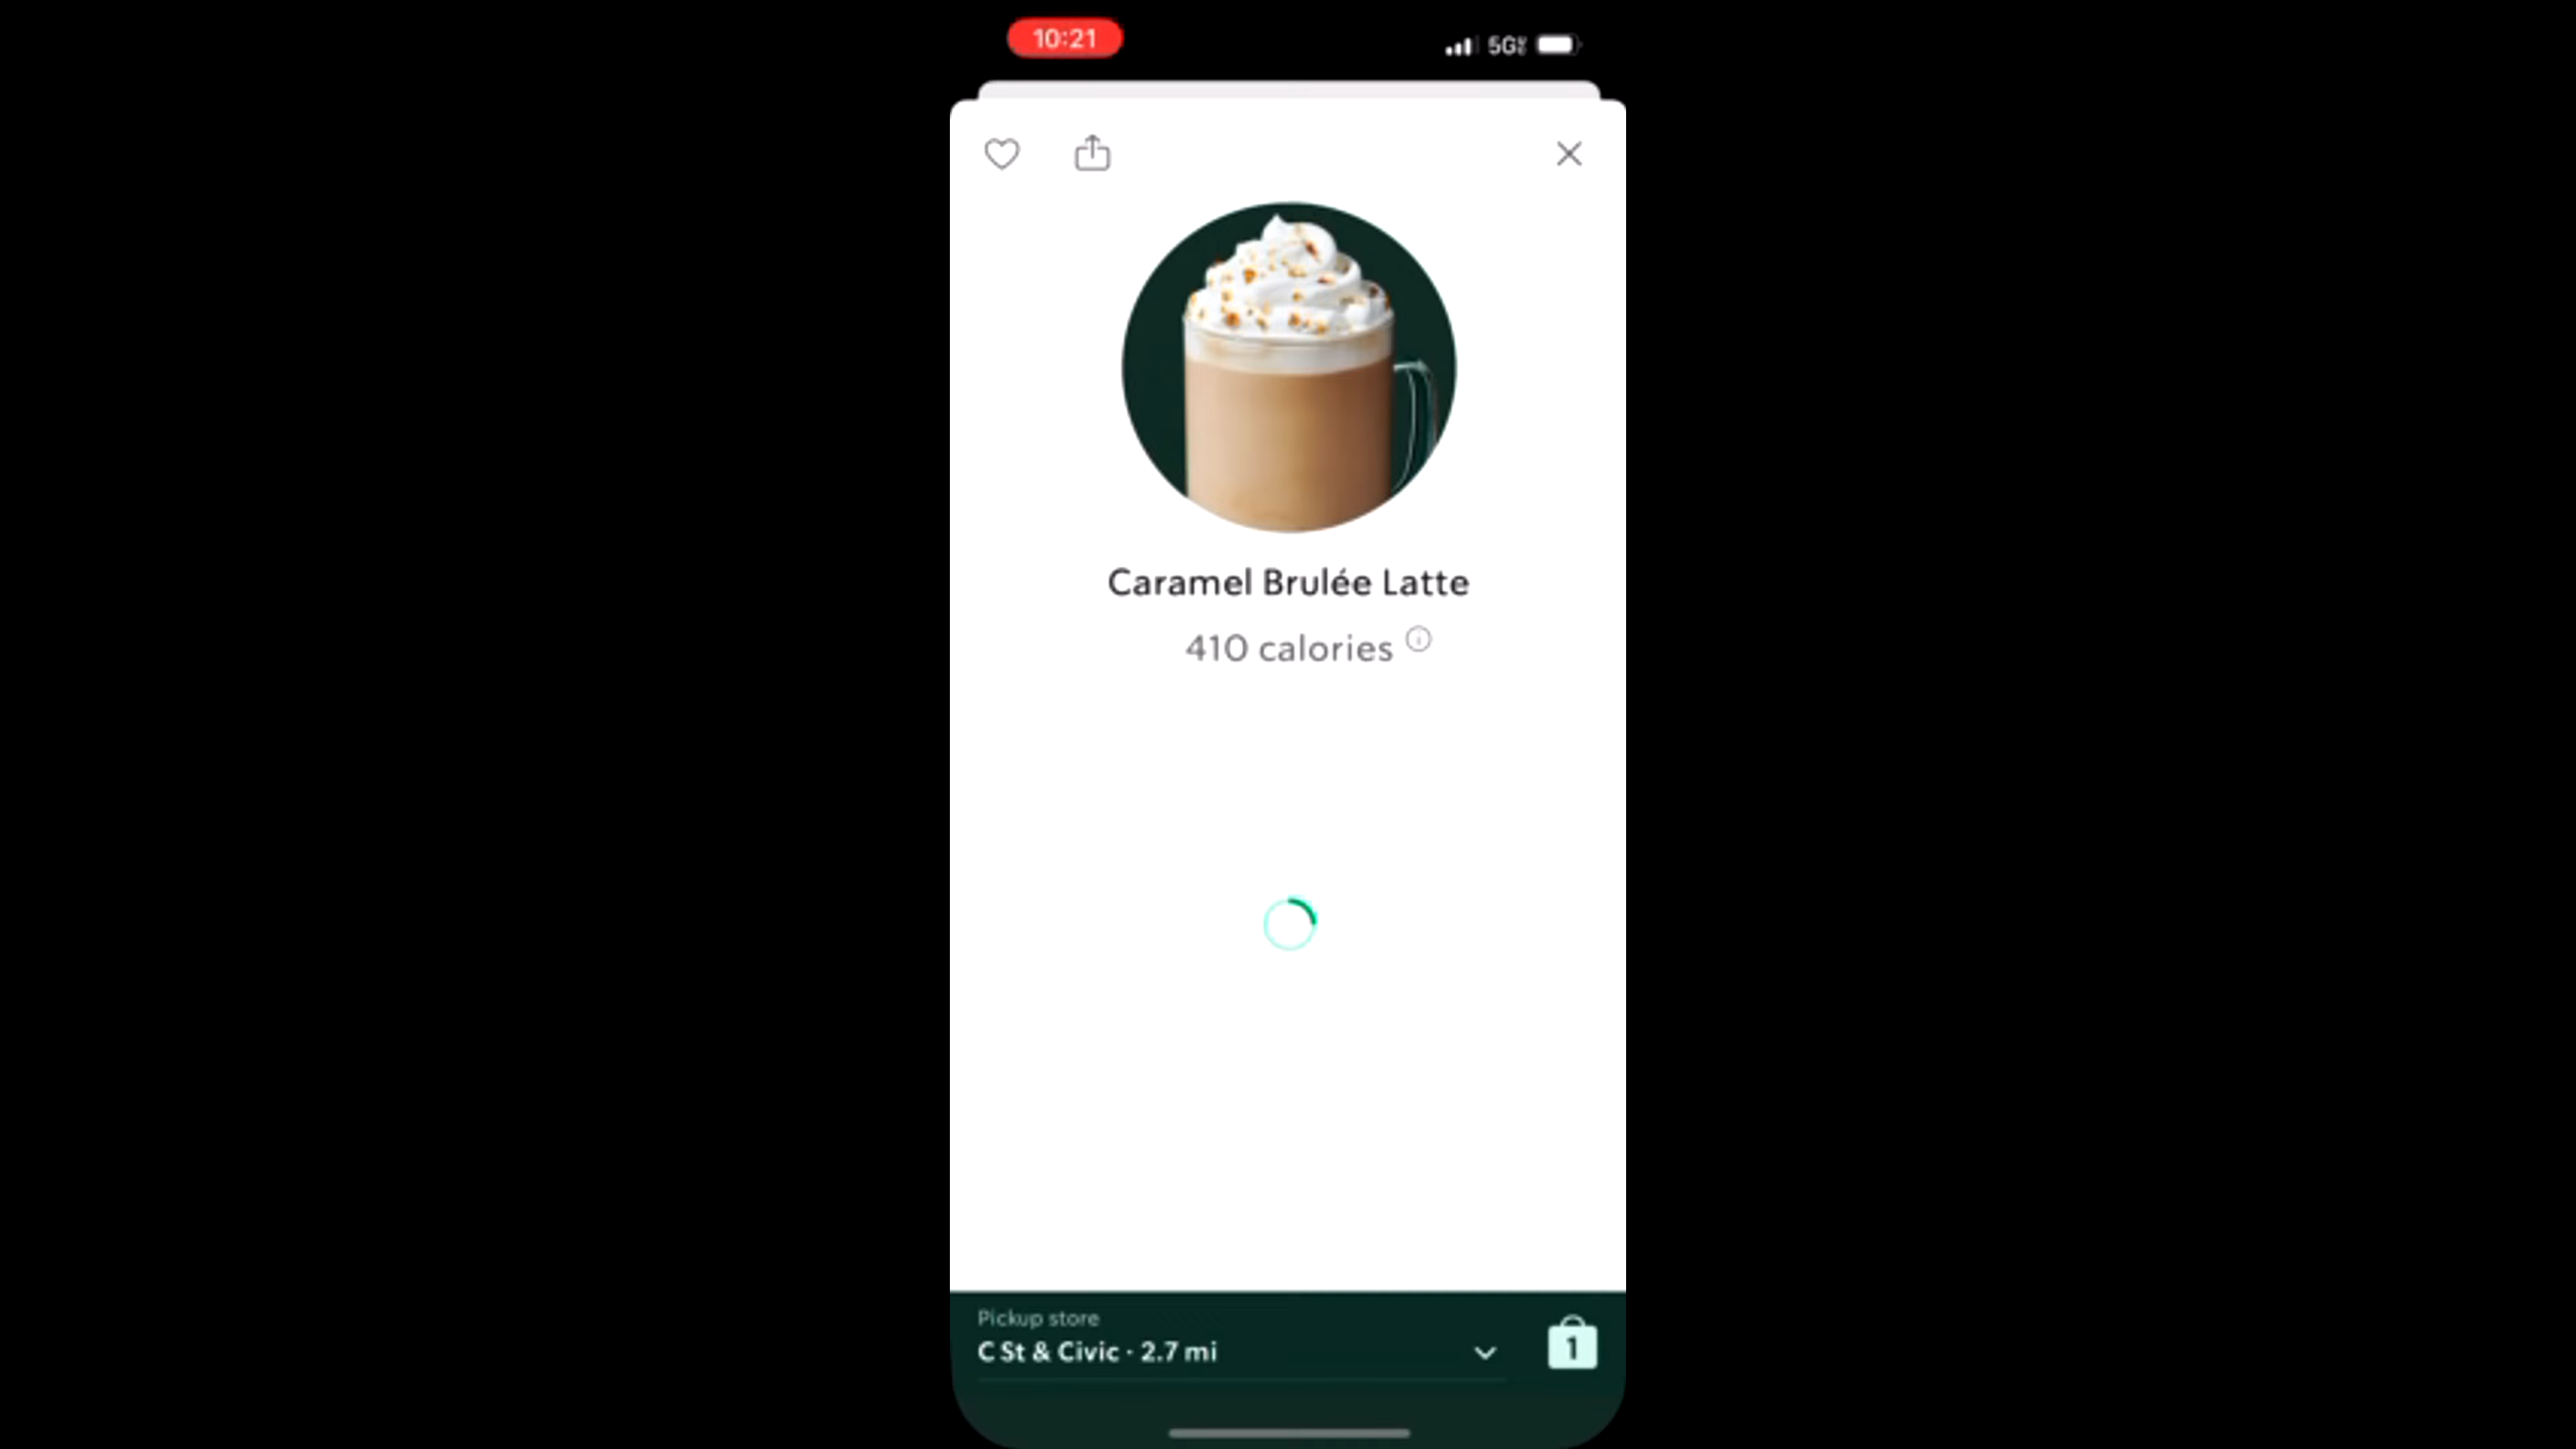 10:21
5G
Caramel Brulée Latte
410 calories
Pickup store
C St & Civic · 2.7 mi
1